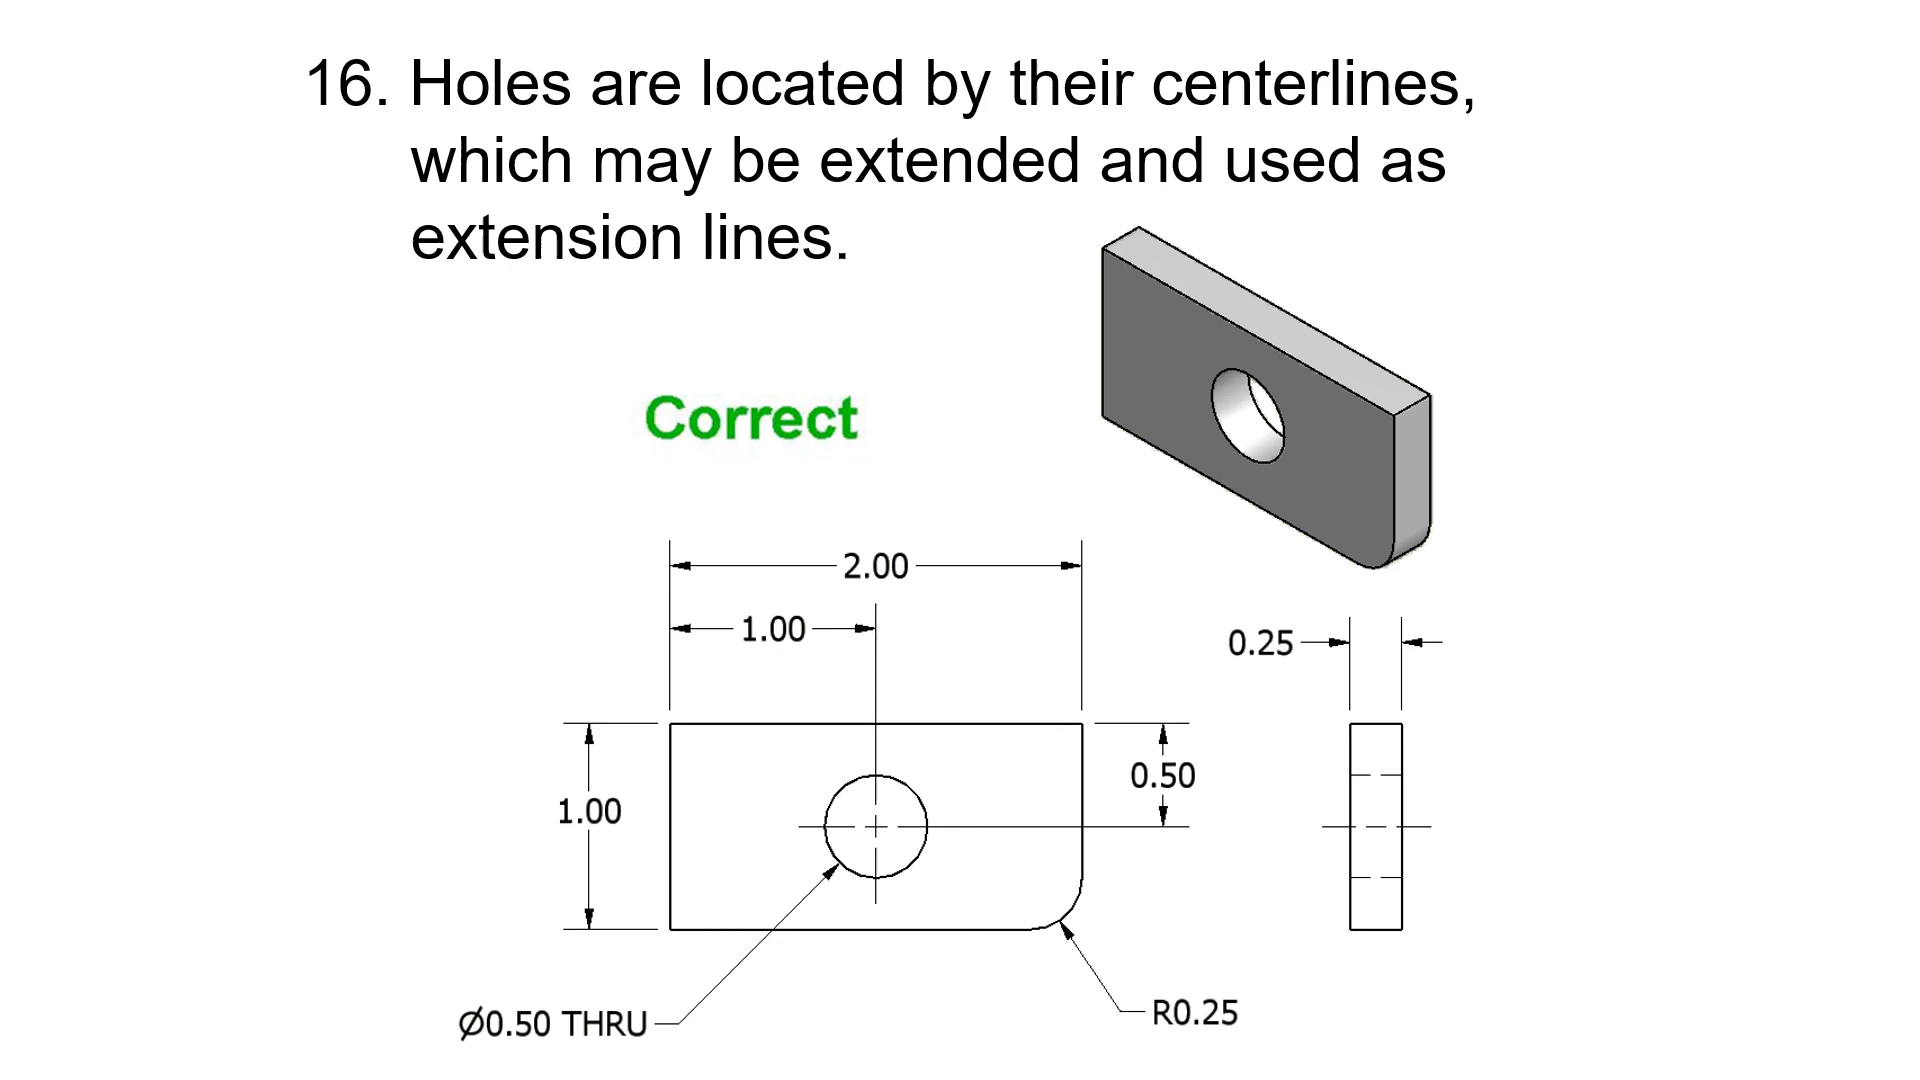 16. Holes are located by their centerlines,
which may be extended and used as
extension lines.
Correct
2.00
1.00
0.25
0.50
1.00
Ø0.50 THRU
R0.25